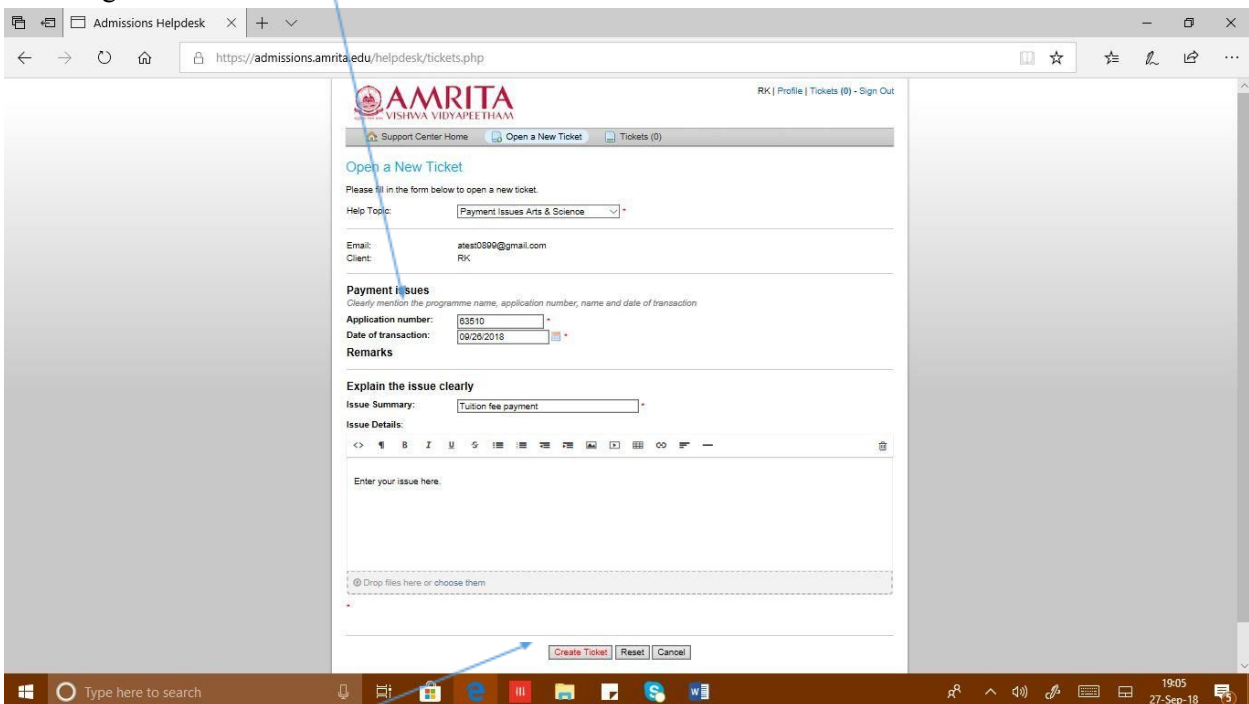 Admissions Helpdesk
https://admissions.amrita.edu/helpdesk/tickets.php
AMRITA
VISHWA VIDYAPEETHAM
RK | Profile | Tickets (0) - Sign Out
Support Center Home Open a New Ticket Tickets (0)
Open a New Ticket
Please fill in the form below to open a new ticket.
Help Topic: Payment Issues Arts & Science *
Email: atest0899@gmail.com
Client: RK
Payment issues
Clearly mention the programme name, application number, name and date of transaction
Application number: 63510 *
Date of transaction: 09/26/2018 *
Remarks
Explain the issue clearly
Issue Summary: Tuition fee payment *
Issue Details:
<> ¶ B I U S
Enter your issue here.
Drop files here or choose them
*
Create Ticket Reset Cancel
Type here to search
19:05
27-Sep-18
5